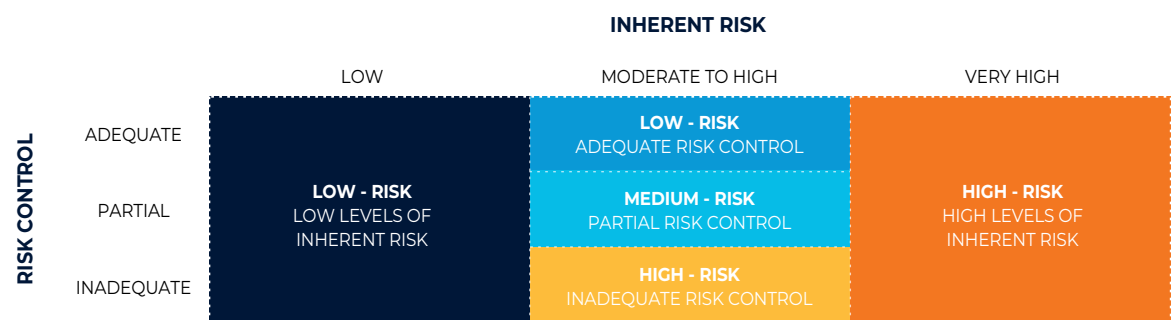 INHERENT RISK
LOW
MODERATE TO HIGH
VERY HIGH
RISK CONTROL
ADEQUATE
PARTIAL
INADEQUATE
LOW - RISK
LOW LEVELS OF
INHERENT RISK
LOW - RISK
ADEQUATE RISK CONTROL
MEDIUM - RISK
PARTIAL RISK CONTROL
HIGH - RISK
INADEQUATE RISK CONTROL
HIGH - RISK
HIGH LEVELS OF
INHERENT RISK